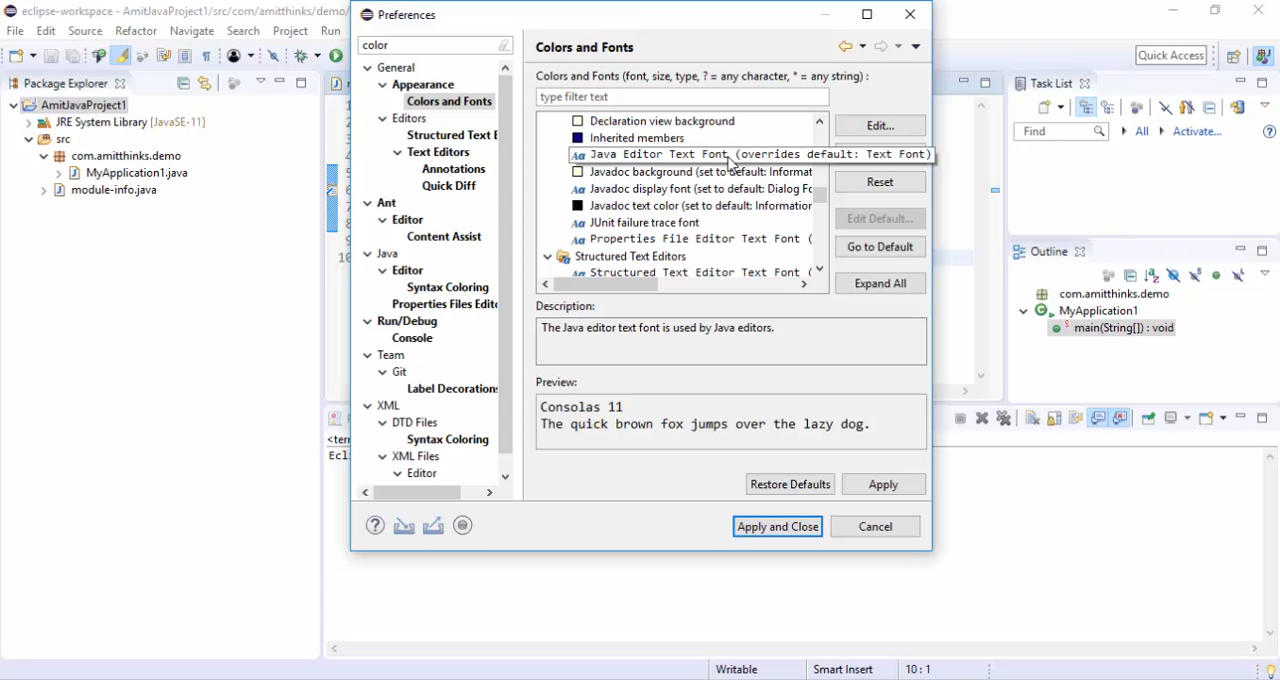 eclipse-workspace - AmitJavaProject1/src/com/amitthinks/demo/
File Edit Source Refactor Navigate Search Project Run
Quick Access
Package Explorer
AmitJavaProject1
JRE System Library [JavaSE-11]
src
com.amitthinks.demo
MyApplication1.java
module-info.java
Preferences
color
General
Appearance
Colors and Fonts
Editors
Structured Text E
Text Editors
Annotations
Quick Diff
Ant
Editor
Content Assist
Java
Editor
Syntax Coloring
Properties Files Edito
Run/Debug
Console
Team
Git
Label Decorations
XML
DTD Files
Syntax Coloring
XML Files
Editor
Colors and Fonts
Colors and Fonts (font, size, type, ? = any character, * = any string) :
type filter text
Declaration view background
Inherited members
Java Editor Text Font (overrides default: Text Font)
Javadoc background (set to default: Informat
Javadoc display font (set to default: Dialog Fo
Javadoc text color (set to default: Information
JUnit failure trace font
Properties File Editor Text Font (
Structured Text Editors
Structured Text Editor Text Font (
Edit...
Reset
Edit Default...
Go to Default
Expand All
Description:
The Java editor text font is used by Java editors.
Preview:
Consolas 11
The quick brown fox jumps over the lazy dog.
Restore Defaults Apply
Apply and Close Cancel
Task List
Find All Activate...
Outline
com.amitthinks.demo
MyApplication1
main(String[]) : void
<ter
Ecl
Writable Smart Insert 10 : 1